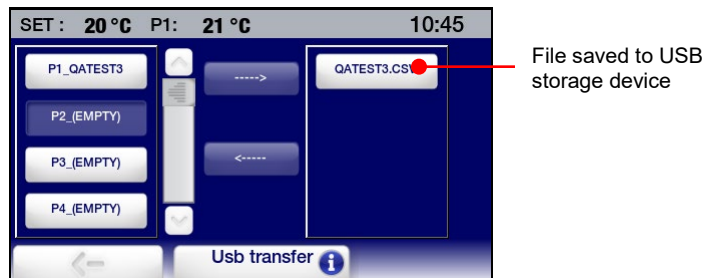 SET : 20 °C P1: 21 °C 10:45
P1_QATEST3
P2_(EMPTY)
P3_(EMPTY)
P4_(EMPTY)
----->
<-----
QATEST3.CSV
File saved to USB
storage device
Usb transfer